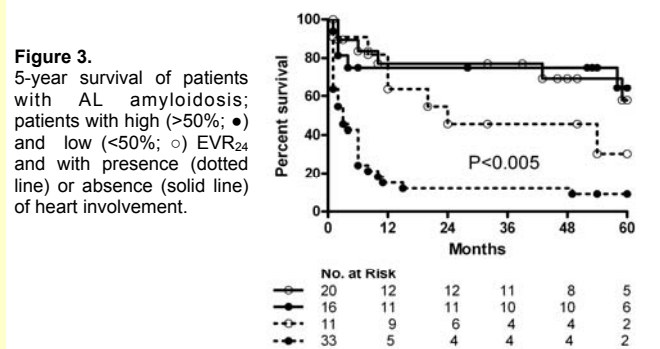 Figure 3.
5-year survival of patients
with AL amyloidosis;
patients with high (>50%; ●)
and low (<50%; ○) EVR24
and with presence (dotted
line) or absence (solid line)
of heart involvement.
Percent survival
100
80
60
40
20
0
P<0.005
0 12 24 36 48 60
Months
No. at Risk
20 12 12 11 8 5
16 11 11 10 10 6
11 9 6 4 4 2
33 5 4 4 4 2